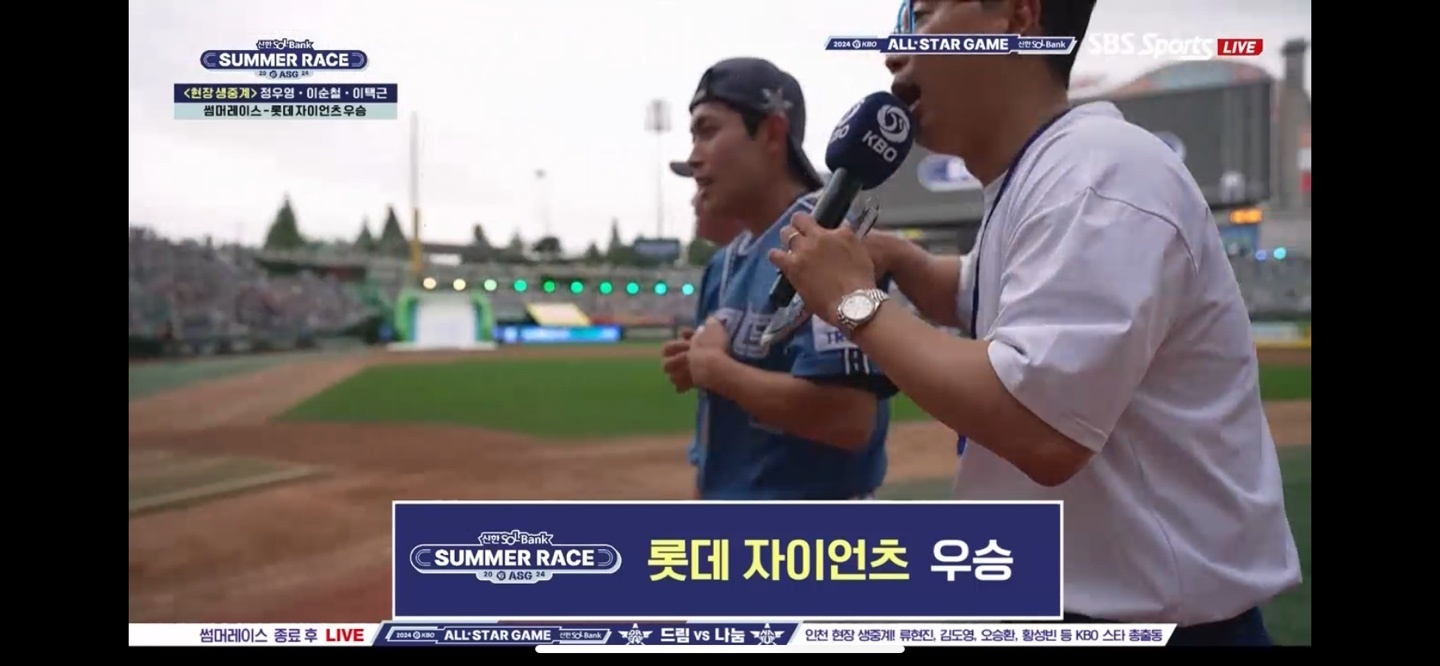 신한 SOL Bank
SUMMER RACE
20 ASG 24
<현장 생중계> 정우영·이순철·이택근
썸머레이스 - 롯데 자이언츠 우승
2024 KBO ALL★STAR GAME 신한 SOL Bank
SBS Sports LIVE
KBO
KBO
신한 SOL Bank
SUMMER RACE
20 ASG 24
롯데 자이언츠 우승
썸머레이스 종료 후 LIVE
2024 KBO ALL★STAR GAME 신한 SOL Bank
드림 vs 나눔
인천 현장 생중계! 류현진, 김도영, 오승환, 황성빈 등 KBO 스타 총출동